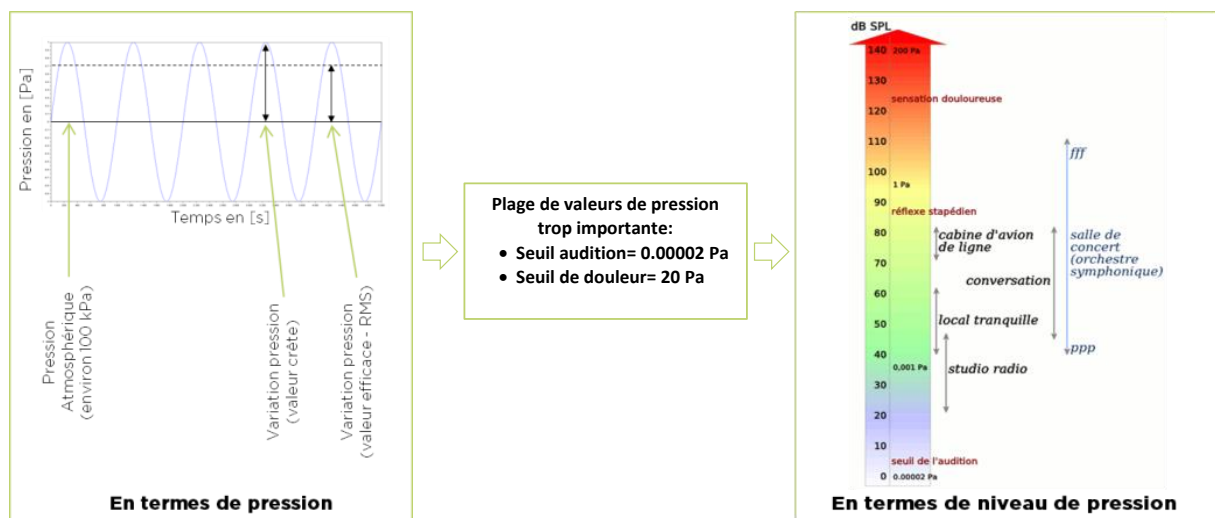 Pression en [Pa]
Temps en [s]
Pression
Atmosphérique
(environ 100 kPa)
Variation pression
(valeur crête)
Variation pression
(valeur efficace - RMS)
En termes de pression
Plage de valeurs de pression
trop importante:
• Seuil audition= 0.00002 Pa
• Seuil de douleur= 20 Pa
dB SPL
140 200 Pa
130
sensation douloureuse
120
110
fff
100
1 Pa
90
réflexe stapédien
80
cabine d'avion
de ligne
salle de
concert
(orchestre
symphonique)
70
conversation
60
local tranquille
50
40
ppp
0,001 Pa
studio radio
30
20
10
seuil de l'audition
0 0.00002 Pa
En termes de niveau de pression